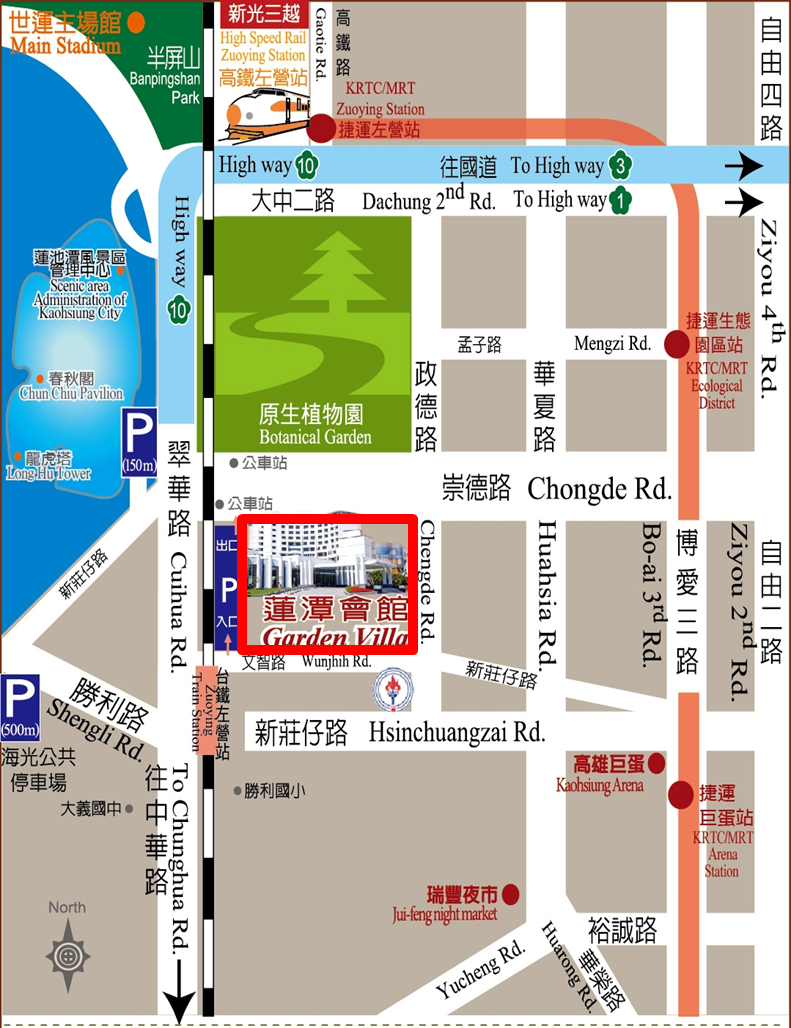 世運主場館
Main Stadium
半屏山
Banpingshan
Park
新光三越
High Speed Rail
Zuoying Station
高鐵左營站
Gaotie Rd.
高鐵路
KRTC/MRT
Zuoying Station
捷運左營站
自由四路
High way 10
往國道 To High way 3
大中二路 Dachung 2nd Rd. To High way 1
High way 10
Ziyou 4th Rd.
蓮池潭風景區
管理中心
Scenic area
Administration of
Kaohsiung City
春秋閣
Chun Chiu Pavilion
龍虎塔
Long Hu Tower
P
(150m)
原生植物園
Botanical Garden
政德路
孟子路 Mengzi Rd.
華夏路
捷運生態
園區站
KRTC/MRT
Ecological
District
公車站
公車站
崇德路 Chongde Rd.
翠華路 Cuihua Rd.
新莊仔路
出口
P
入口
蓮潭會館
Garden Villa
Chengde Rd.
Huahsia Rd.
Bo-ai 3rd Rd.
博愛三路
Ziyou 2nd Rd.
自由二路
文智路 Wunjhih Rd.
新莊仔路
台鐵左營站
Zuoying
Train Station
P
(500m)
海光公共
停車場
勝利路
Shengli Rd.
新莊仔路 Hsinchuangzai Rd.
大義國中
往中華路
To Chunghua Rd.
勝利國小
高雄巨蛋
Kaohsiung Arena
捷運
巨蛋站
KRTC/MRT
Arena
Station
瑞豐夜市
Jui-feng night market
裕誠路
Yucheng Rd.
Huarong Rd.
華榮路
North